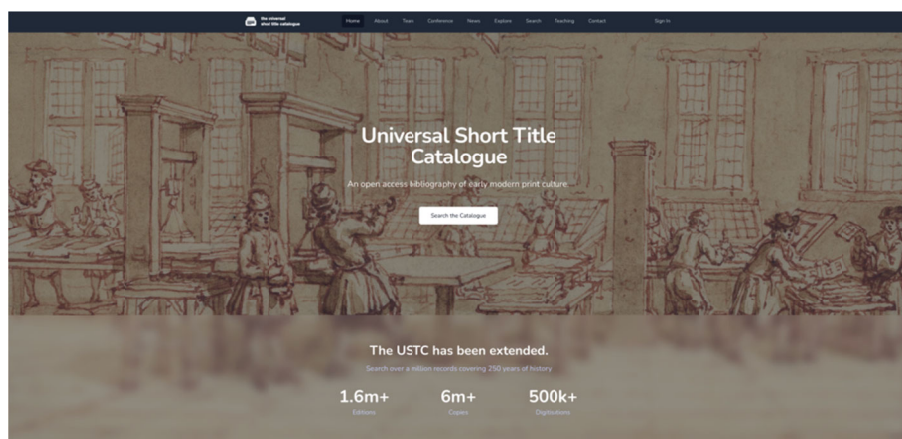 the universal
short title catalogue
Home About Team Conference News Explore Search Teaching Contact Sign In
Universal Short Title
Catalogue
An open access bibliography of early modern print culture
Search the Catalogue
The USTC has been extended.
Search over a million records covering 250 years of history
1.6m+ 6m+ 500k+
Editions Copies Digitisations